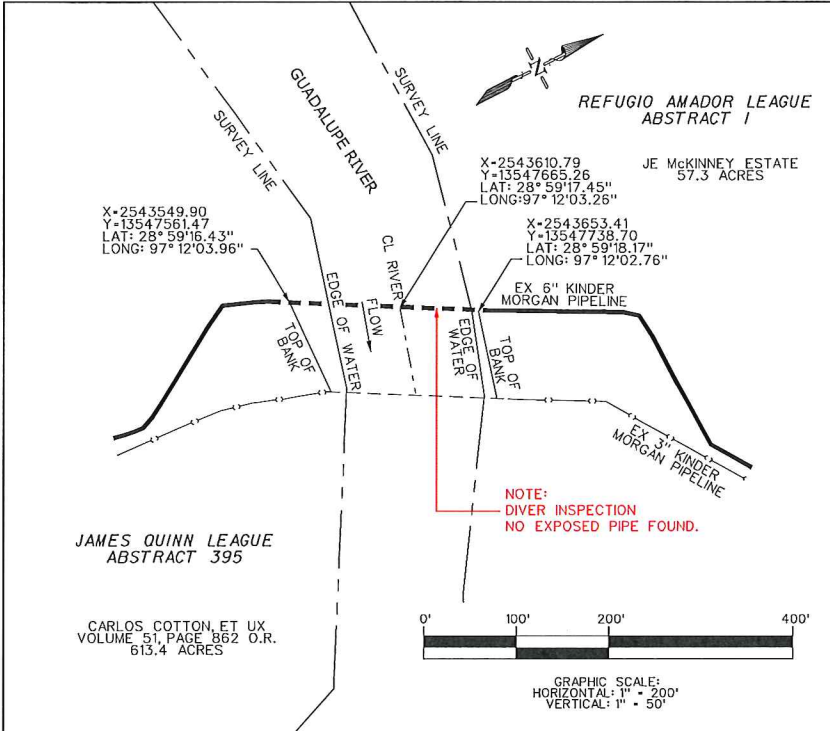 GUADALUPE RIVER
SURVEY LINE
SURVEY LINE
N
REFUGIO AMADOR LEAGUE
ABSTRACT 1
JE McKINNEY ESTATE
57.3 ACRES
X=2543610.79
Y=13547665.26
LAT: 28° 59'17.45"
LONG: 97° 12'03.26"
X=2543549.90
Y=13547561.47
LAT: 28° 59'16.43"
LONG: 97° 12'03.96"
X=2543653.41
Y=13547738.70
LAT: 28° 59'18.17"
LONG: 97° 12'02.76"
EX 6" KINDER
MORGAN PIPELINE
TOP OF
BANK
EDGE OF WATER
FLOW
CL RIVER
EDGE OF
WATER
TOP OF
BANK
EX 3" KINDER
MORGAN PIPELINE
NOTE:
DIVER INSPECTION
NO EXPOSED PIPE FOUND.
JAMES QUINN LEAGUE
ABSTRACT 395
CARLOS COTTON, ET UX
VOLUME 51, PAGE 862 O.R.
613.4 ACRES
0' 100' 200' 400'
GRAPHIC SCALE:
HORIZONTAL: 1" = 200'
VERTICAL: 1" = 50'